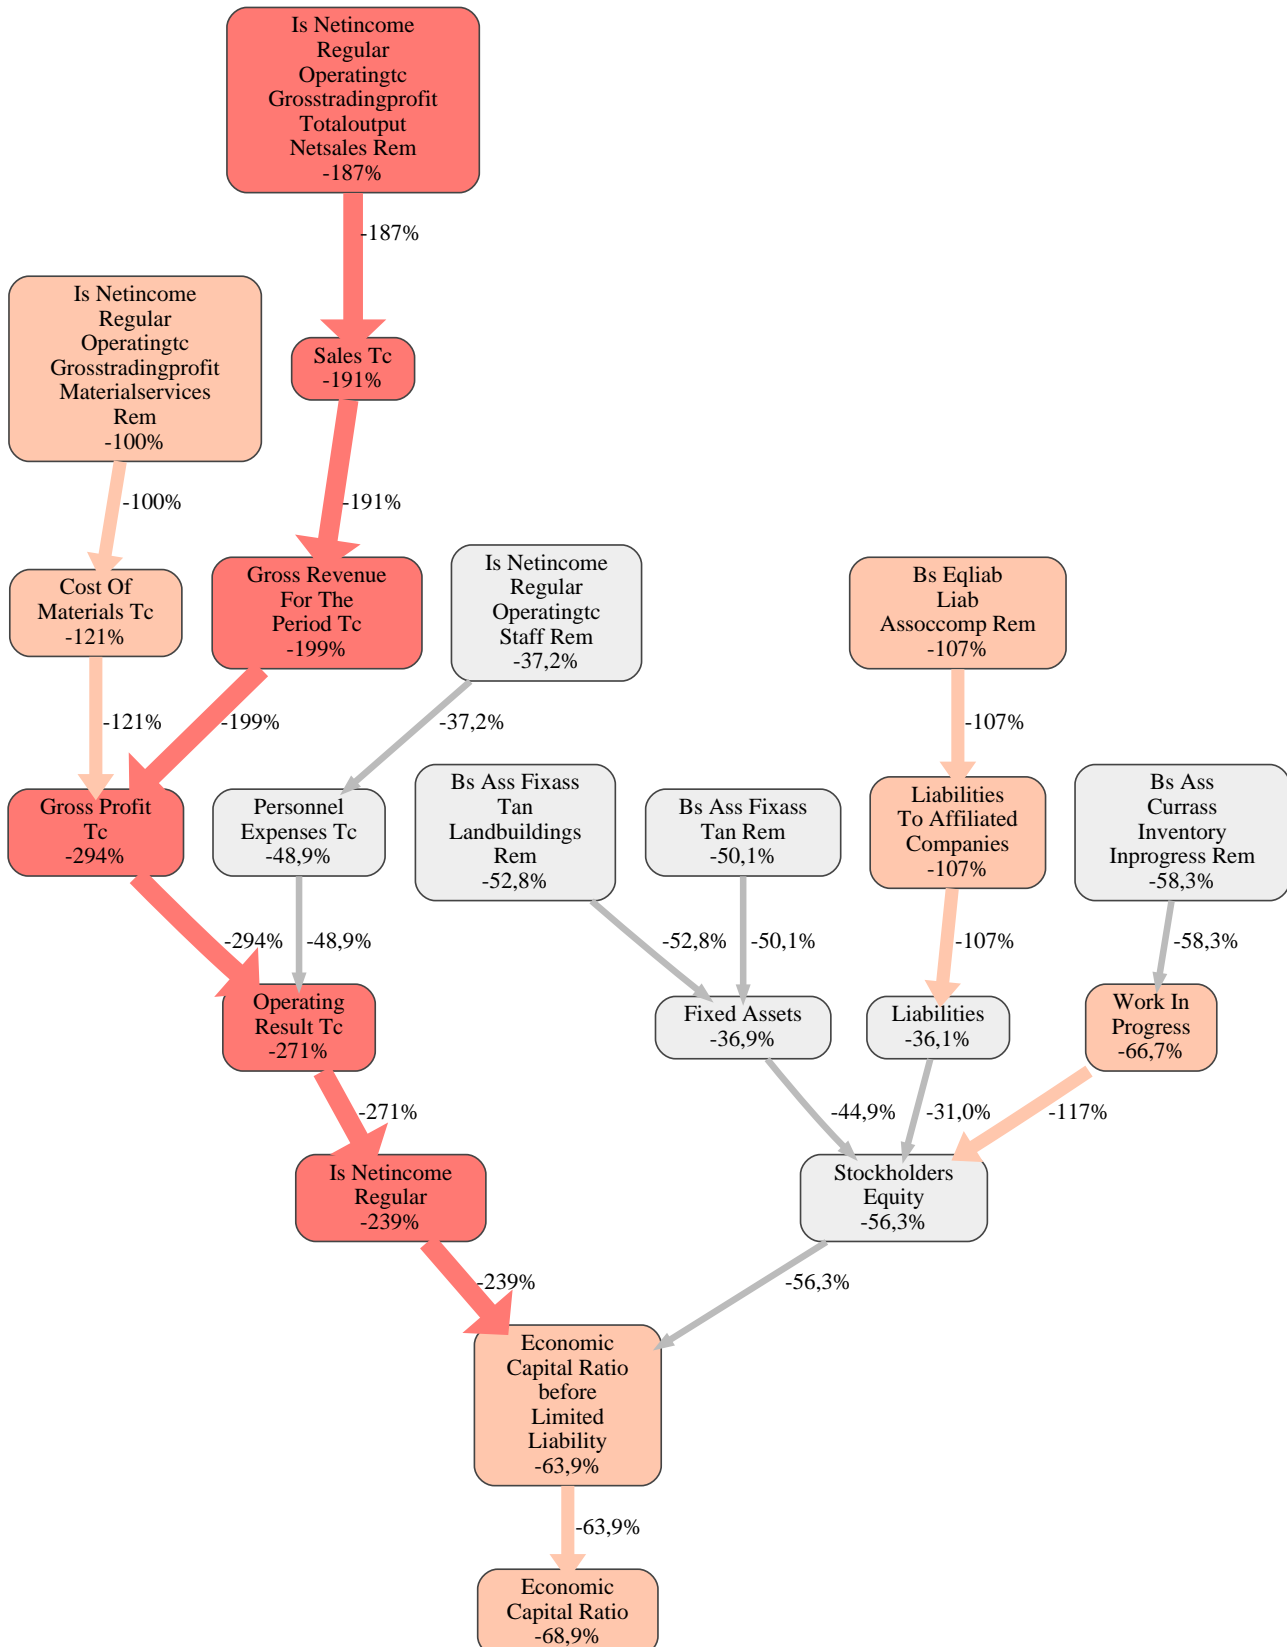 Is Netincome
Regular
Operatingtc
Grosstradingprofit
Totaloutput
Netsales Rem
-187%
-187%
Is Netincome
Regular
Operatingtc
Grosstradingprofit
Materialservices
Rem
-100%
Sales Tc
-191%
-100%
-191%
Cost Of
Materials Tc
-121%
Gross Revenue
For The
Period Tc
-199%
Is Netincome
Regular
Operatingtc
Staff Rem
-37,2%
Bs Eqliab
Liab
Assoccomp Rem
-107%
-121%
-199%
-37,2%
-107%
Gross Profit
Tc
-294%
Personnel
Expenses Tc
-48,9%
Bs Ass Fixass
Tan
Landbuildings
Rem
-52,8%
Bs Ass Fixass
Tan Rem
-50,1%
Liabilities
To Affiliated
Companies
-107%
Bs Ass
Currass
Inventory
Inprogress Rem
-58,3%
-294%
-48,9%
-52,8%
-50,1%
-107%
-58,3%
Operating
Result Tc
-271%
Fixed Assets
-36,9%
Liabilities
-36,1%
Work In
Progress
-66,7%
-271%
-44,9%
-31,0%
-117%
Is Netincome
Regular
-239%
Stockholders
Equity
-56,3%
-239%
-56,3%
Economic
Capital Ratio
before
Limited
Liability
-63,9%
-63,9%
Economic
Capital Ratio
-68,9%